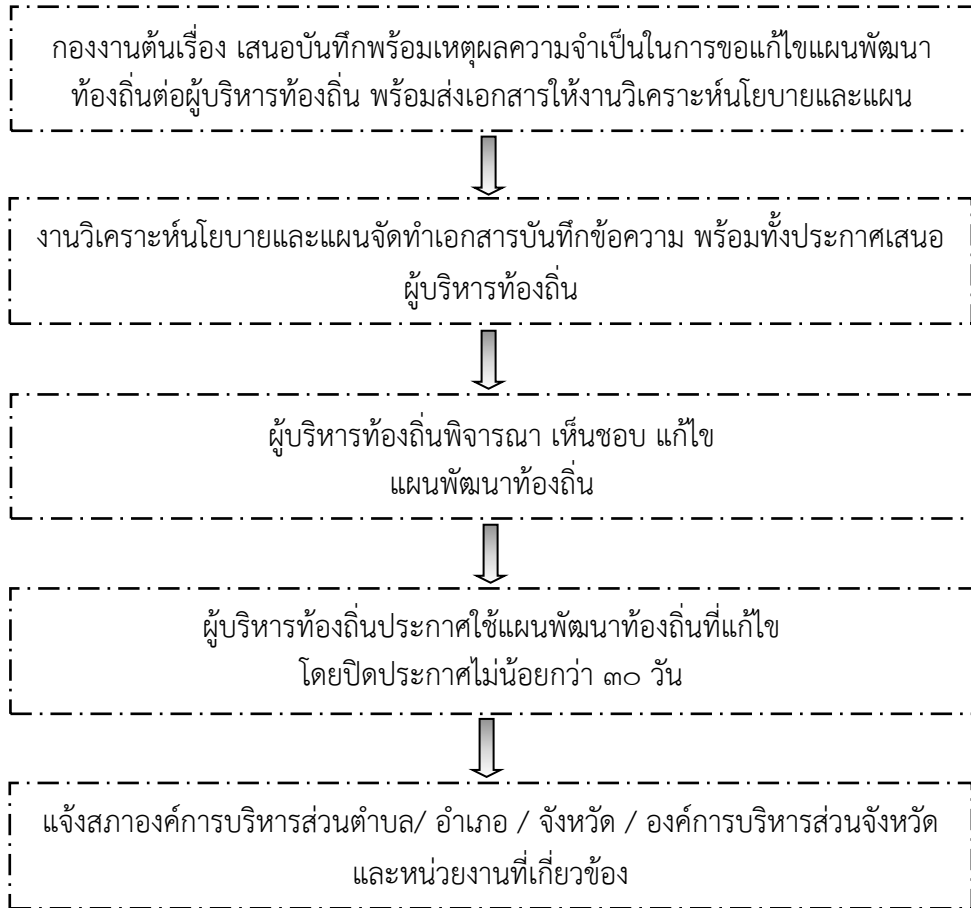 กองงานต้นเรื่อง เสนอบันทึกพร้อมเหตุผลความจำเป็นในการขอแก้ไขแผนพัฒนา
ท้องถิ่นต่อผู้บริหารท้องถิ่น พร้อมส่งเอกสารให้งานวิเคราะห์นโยบายและแผน
งานวิเคราะห์นโยบายและแผนจัดทำเอกสารบันทึกข้อความ พร้อมทั้งประกาศเสนอ
ผู้บริหารท้องถิ่น
ผู้บริหารท้องถิ่นพิจารณา เห็นชอบ แก้ไข
แผนพัฒนาท้องถิ่น
ผู้บริหารท้องถิ่นประกาศใช้แผนพัฒนาท้องถิ่นที่แก้ไข
โดยปิดประกาศไม่น้อยกว่า ๓๐ วัน
แจ้งสภาองค์การบริหารส่วนตำบล/ อำเภอ / จังหวัด / องค์การบริหารส่วนจังหวัด
และหน่วยงานที่เกี่ยวข้อง